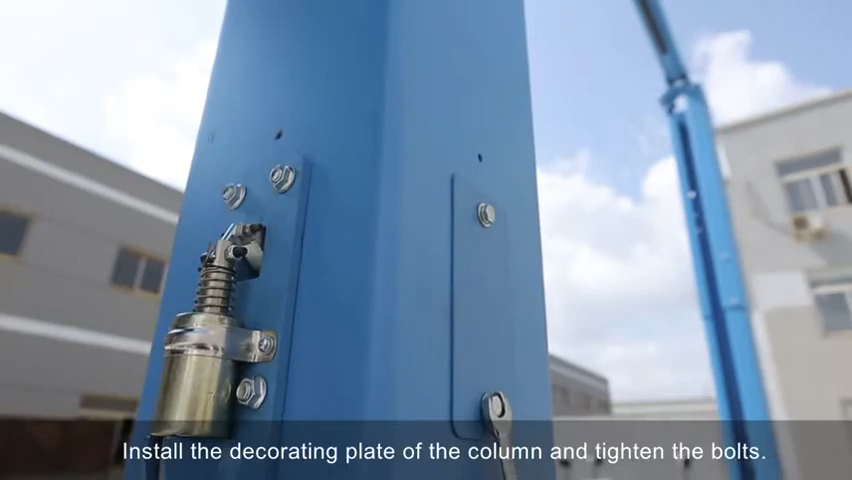 Install the decorating plate of the column and tighten the bolts.